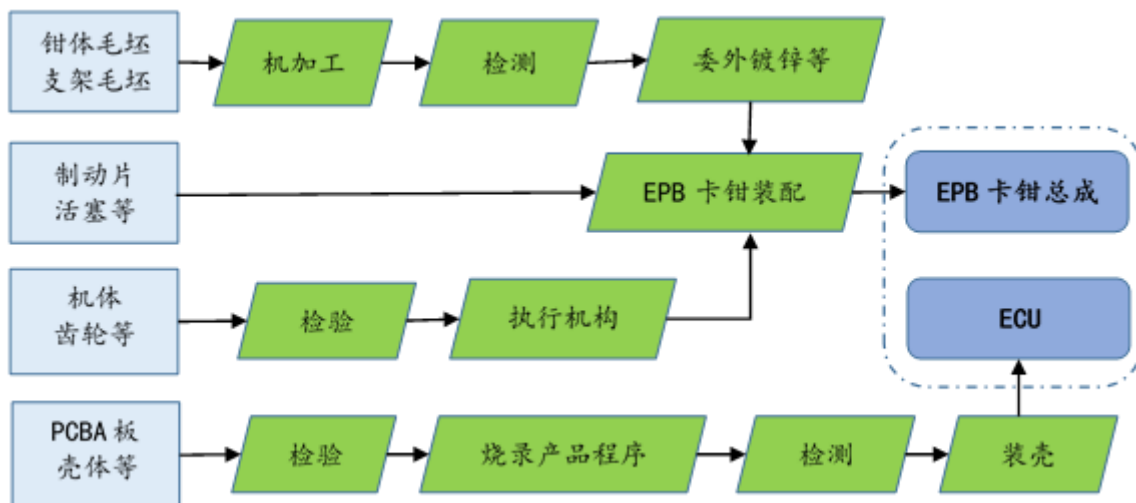 钳体毛坯
支架毛坯
机加工
检测
委外镀锌等
制动片
活塞等
EPB 卡钳装配
EPB 卡钳总成
机体
齿轮等
检验
执行机构
ECU
PCBA 板
壳体等
检验
烧录产品程序
检测
装壳